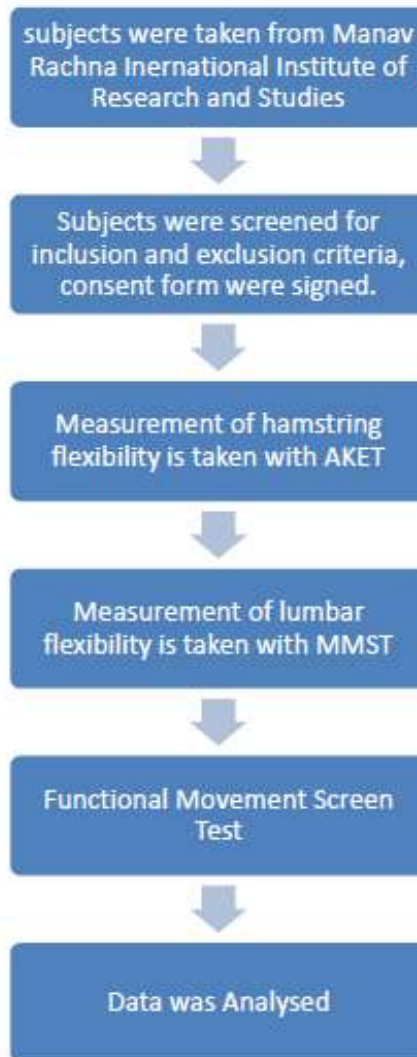 subjects were taken from Manav
Rachna Inernational Institute of
Research and Studies
Subjects were screened for
inclusion and exclusion criteria,
consent form were signed.
Measurement of hamstring
flexibility is taken with AKET
Measurement of lumbar
flexibility is taken with MMST
Functional Movement Screen
Test
Data was Analysed